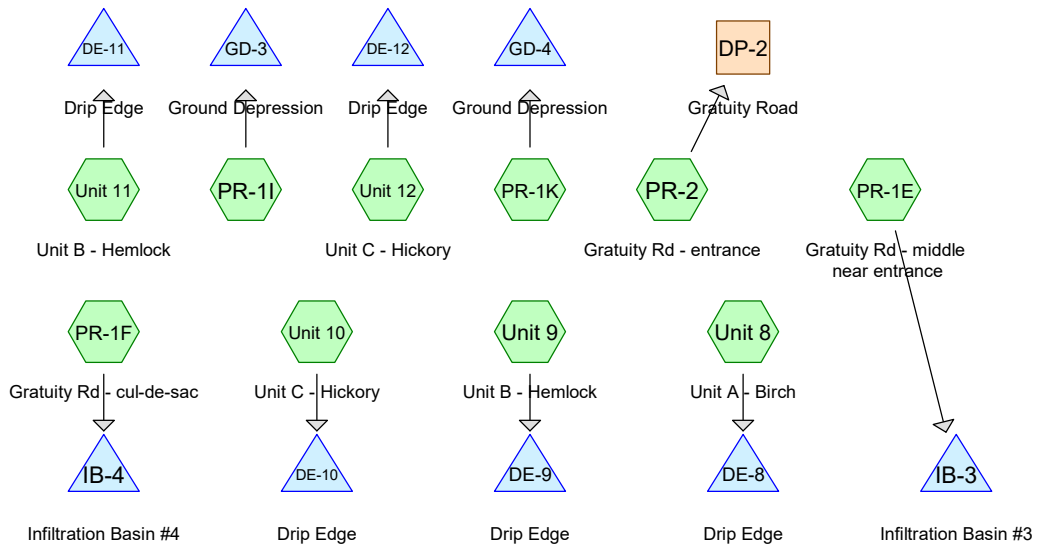 DE-11
GD-3
DE-12
GD-4
DP-2
Drip Edge
Ground Depression
Drip Edge
Ground Depression
Gratuity Road
Unit 11
PR-1I
Unit 12
PR-1K
PR-2
PR-1E
Unit B - Hemlock
Unit C - Hickory
Gratuity Rd - entrance
Gratuity Rd - middle
near entrance
PR-1F
Unit 10
Unit 9
Unit 8
Gratuity Rd - cul-de-sac
Unit C - Hickory
Unit B - Hemlock
Unit A - Birch
IB-4
DE-10
DE-9
DE-8
IB-3
Infiltration Basin #4
Drip Edge
Drip Edge
Drip Edge
Infiltration Basin #3